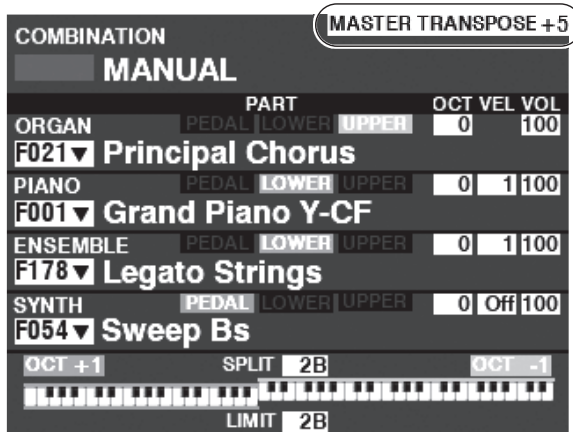 MASTER TRANSPOSE +5
COMBINATION
MANUAL
PART OCT VEL VOL
ORGAN PEDAL LOWER UPPER 0 100
F021▼ Principal Chorus
PIANO PEDAL LOWER UPPER 0 1 100
F001▼ Grand Piano Y-CF
ENSEMBLE PEDAL LOWER UPPER 0 1 100
F178▼ Legato Strings
SYNTH PEDAL LOWER UPPER 0 Off 100
F054▼ Sweep Bs
OCT +1 SPLIT 2B OCT -1
LIMIT 2B